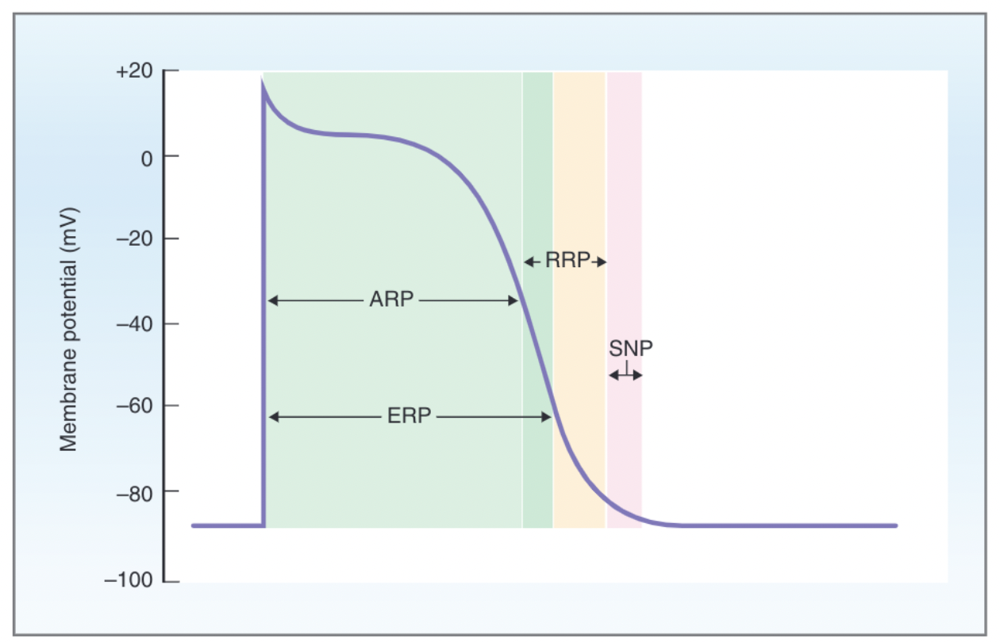 +20
0
–20
–40
–60
–80
–100
Membrane potential (mV)
RRP
ARP
SNP
ERP